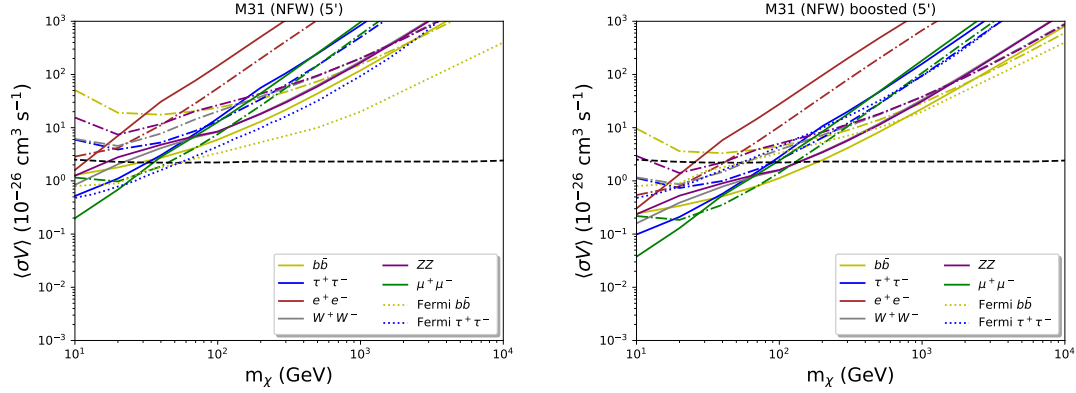 M31 (NFW) (5')
10³
10²
10¹
10⁰
10⁻¹
10⁻²
10⁻³
⟨σV⟩ (10⁻²⁶ cm³ s⁻¹)
bb̄
τ⁺τ⁻
e⁺e⁻
W⁺W⁻
ZZ
μ⁺μ⁻
Fermi bb̄
Fermi τ⁺τ⁻
10¹
10²
10³
10⁴
mᵪ (GeV)
M31 (NFW) boosted (5')
10³
10²
10¹
10⁰
10⁻¹
10⁻²
10⁻³
⟨σV⟩ (10⁻²⁶ cm³ s⁻¹)
bb̄
τ⁺τ⁻
e⁺e⁻
W⁺W⁻
ZZ
μ⁺μ⁻
Fermi bb̄
Fermi τ⁺τ⁻
10¹
10²
10³
10⁴
mᵪ (GeV)